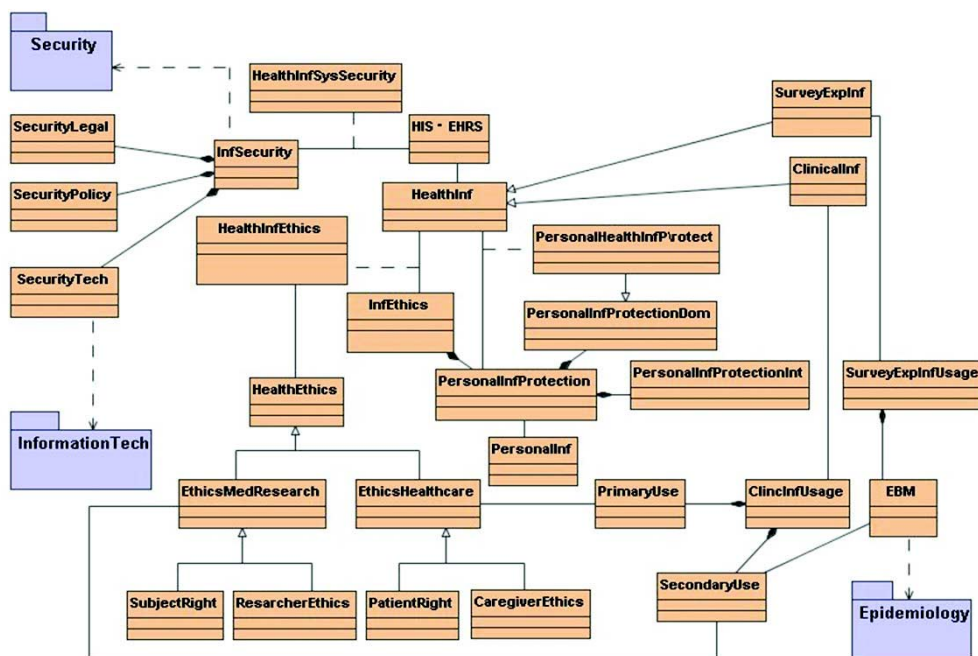 Security
HealthInfSysSecurity
SurveyExpInf
SecurityLegal
HIS - EHRS
InfSecurity
ClinicalInf
SecurityPolicy
HealthInf
HealthInfEthics
PersonalHealthInfP\rotect
SecurityTech
InfEthics
PersonalInfProtectionDom
HealthEthics
PersonalInfProtection
PersonalInfProtectionInt
SurveyExpInfUsage
InformationTech
PersonalInf
EthicsMedResearch
EthicsHealthcare
PrimaryUse
ClincInfUsage
EBM
SecondaryUse
SubjectRight
ResarcherEthics
PatientRight
CaregiverEthics
Epidemiology